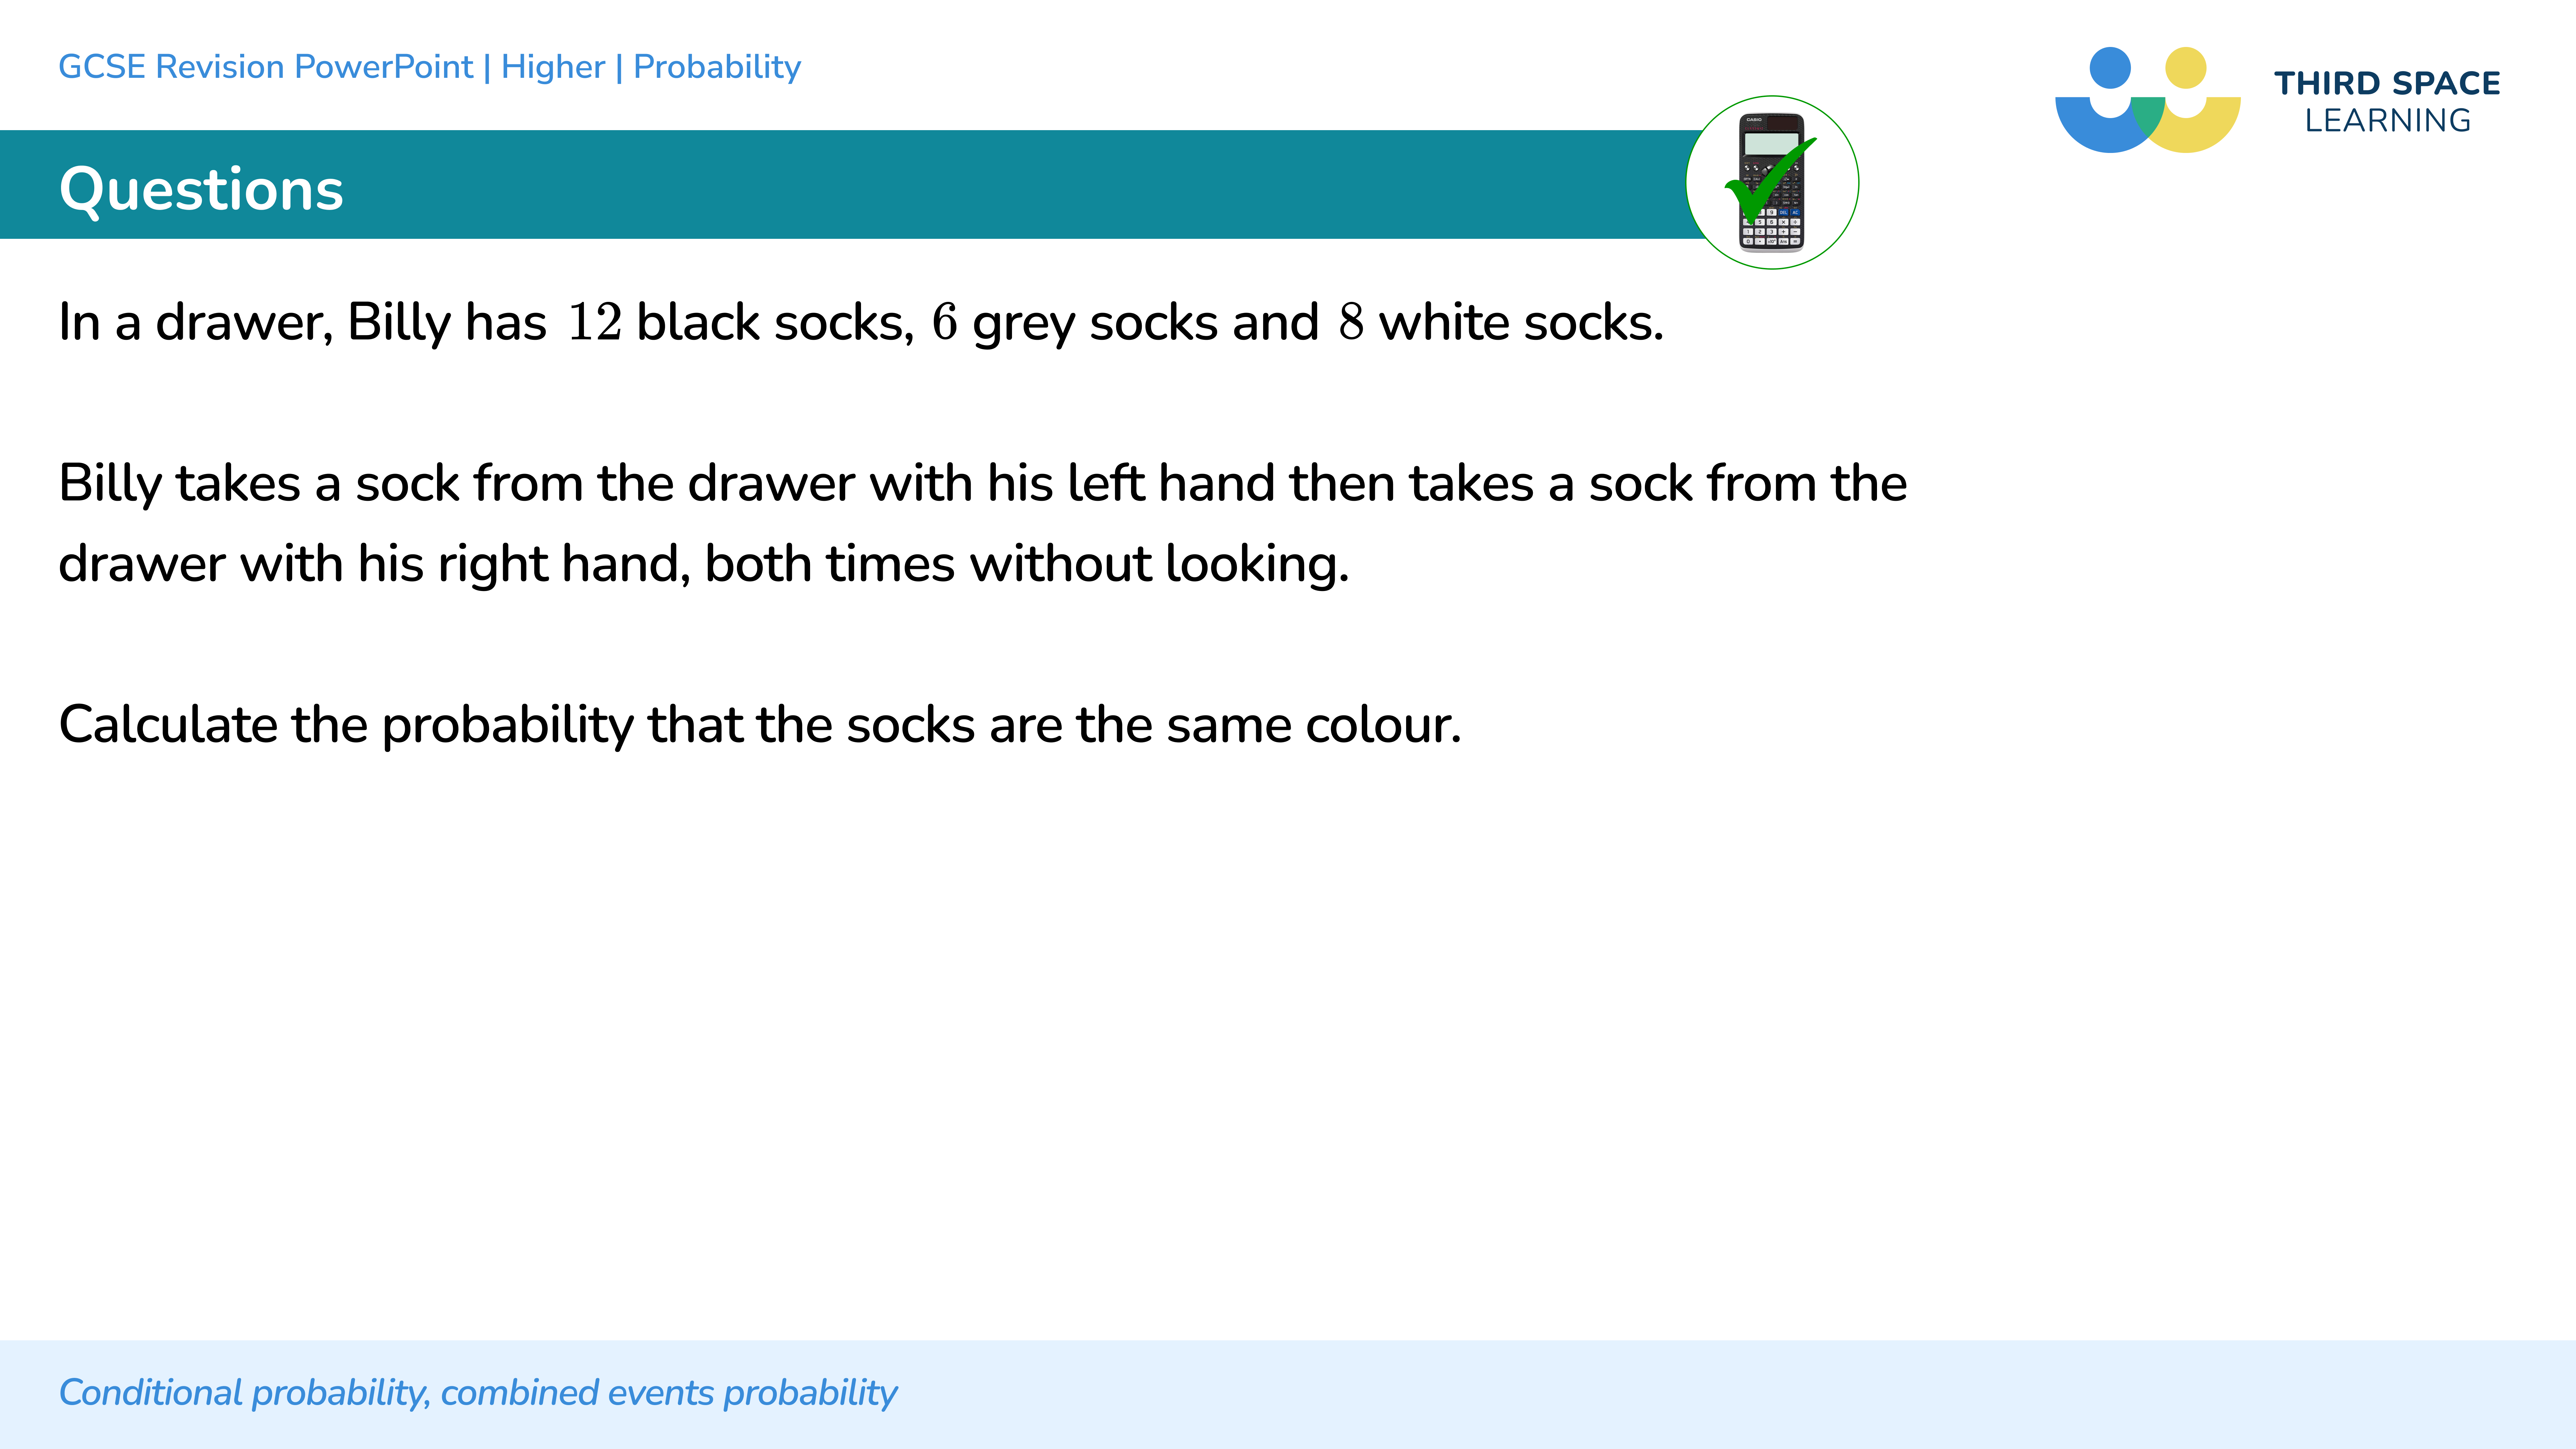 GCSE Revision PowerPoint | Higher | Probability
THIRD SPACE
LEARNING
Questions
CASIO
In a drawer, Billy has 12 black socks, 6 grey socks and 8 white socks.
Billy takes a sock from the drawer with his left hand then takes a sock from the
drawer with his right hand, both times without looking.
Calculate the probability that the socks are the same colour.
Conditional probability, combined events probability